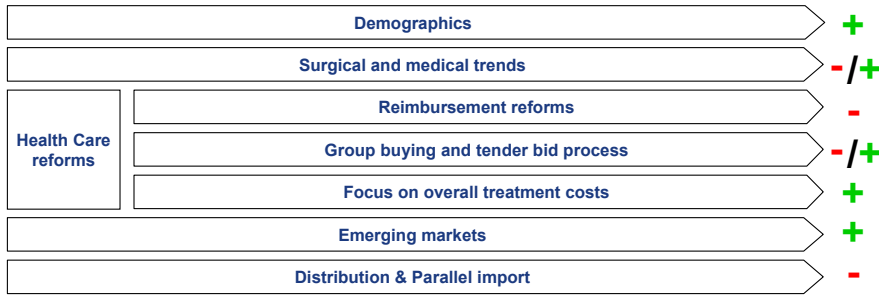 Demographics +
Surgical and medical trends -/+
Health Care
reforms
Reimbursement reforms -
Group buying and tender bid process -/+
Focus on overall treatment costs +
Emerging markets +
Distribution & Parallel import -